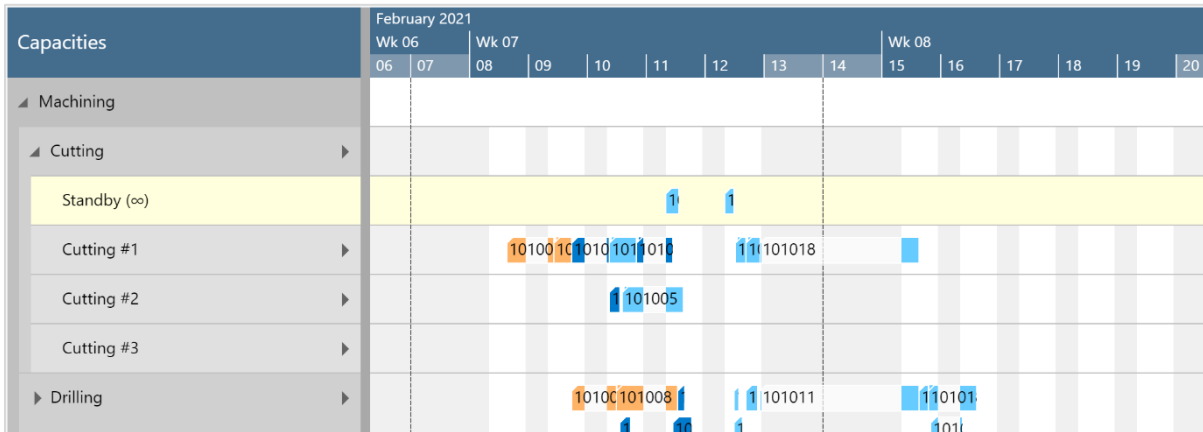 Capacities
February 2021
Wk 06 Wk 07 Wk 08
06 07 08 09 10 11 12 13 14 15 16 17 18 19 20
Machining
Cutting
Standby (∞)
Cutting #1 101018
Cutting #2 101005
Cutting #3
Drilling 101008 101011